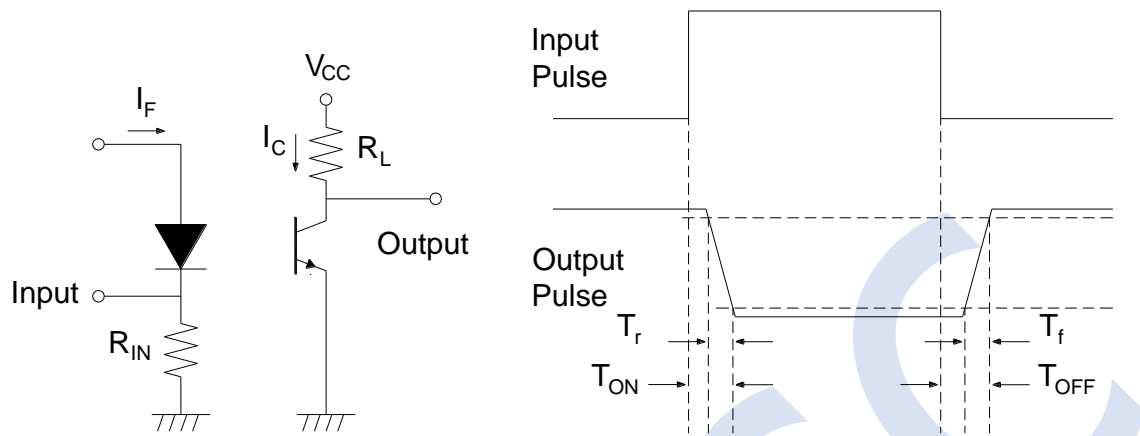 I_F
Input
R_IN
V_CC
I_C
R_L
Output
Input
Pulse
Output
Pulse
T_r
T_f
T_ON
T_OFF